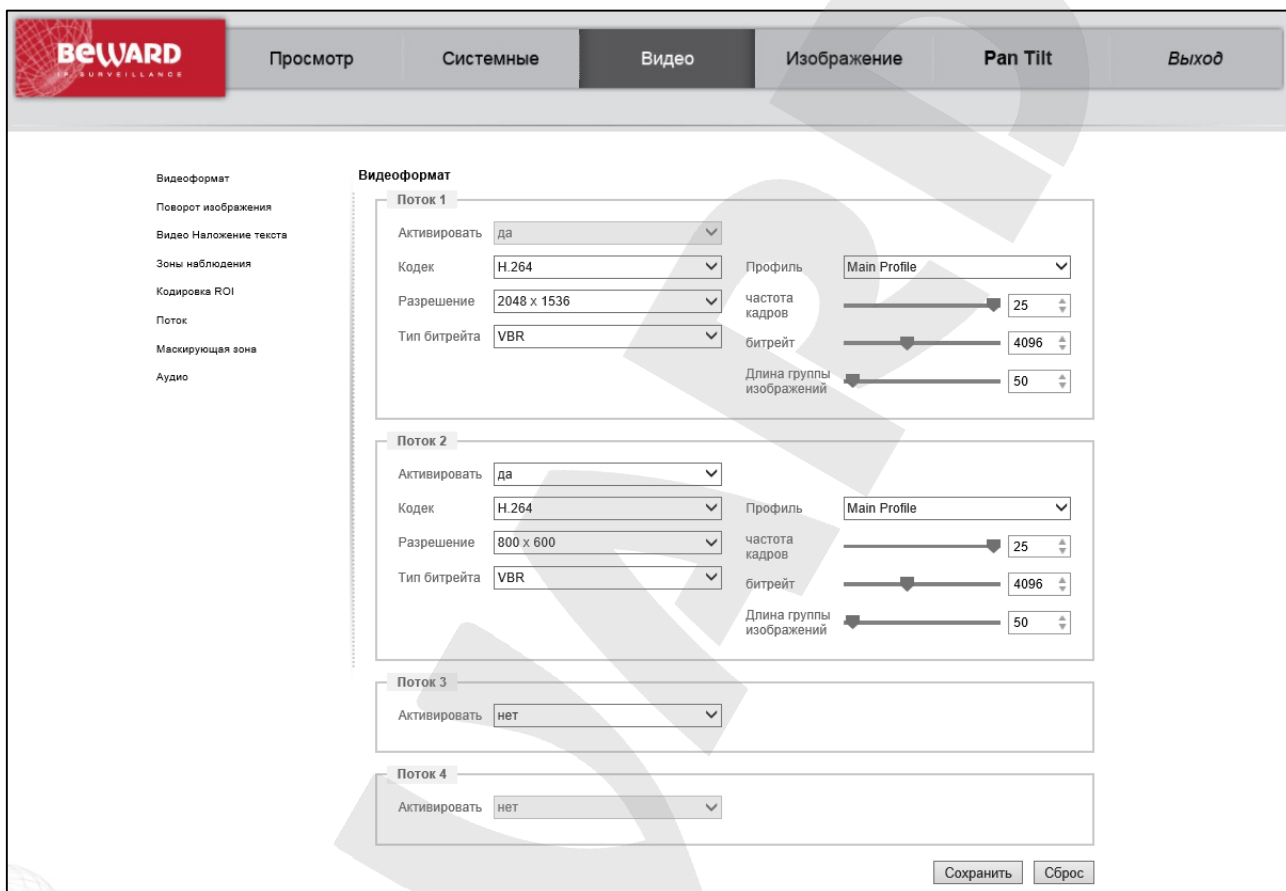 BEWARD
IP SURVEILLANCE
Просмотр
Системные
Видео
Изображение
Pan Tilt
Выход
Видеоформат
Поворот изображения
Видео Наложение текста
Зоны наблюдения
Кодировка ROI
Поток
Маскирующая зона
Аудио
Видеоформат
Поток 1
Активировать да
Кодек H.264
Профиль Main Profile
Разрешение 2048 x 1536
частота
кадров 25
Тип битрейта VBR
битрейт 4096
Длина группы
изображений 50
Поток 2
Активировать да
Кодек H.264
Профиль Main Profile
Разрешение 800 x 600
частота
кадров 25
Тип битрейта VBR
битрейт 4096
Длина группы
изображений 50
Поток 3
Активировать нет
Поток 4
Активировать нет
Сохранить
Сброс